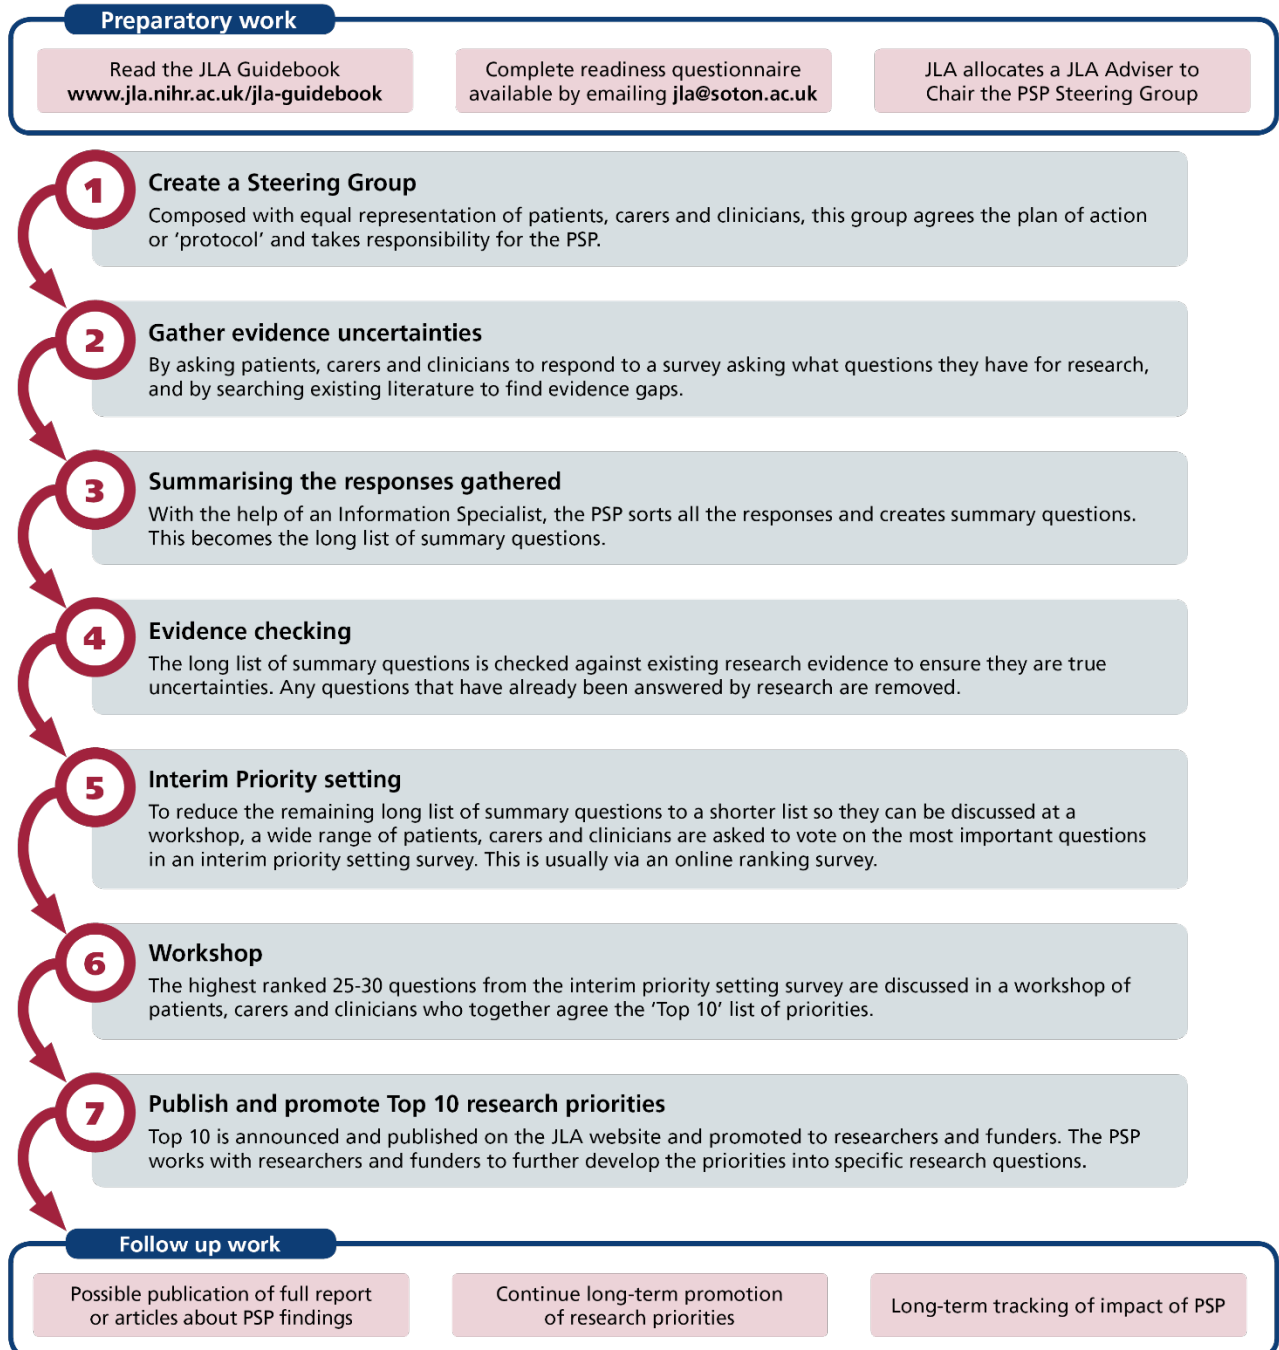 Preparatory work
Read the JLA Guidebook
www.jla.nihr.ac.uk/jla-guidebook
Complete readiness questionnaire
available by emailing jla@soton.ac.uk
JLA allocates a JLA Adviser to
Chair the PSP Steering Group
1
Create a Steering Group
Composed with equal representation of patients, carers and clinicians, this group agrees the plan of action
or ‘protocol’ and takes responsibility for the PSP.
2
Gather evidence uncertainties
By asking patients, carers and clinicians to respond to a survey asking what questions they have for research,
and by searching existing literature to find evidence gaps.
3
Summarising the responses gathered
With the help of an Information Specialist, the PSP sorts all the responses and creates summary questions.
This becomes the long list of summary questions.
4
Evidence checking
The long list of summary questions is checked against existing research evidence to ensure they are true
uncertainties. Any questions that have already been answered by research are removed.
5
Interim Priority setting
To reduce the remaining long list of summary questions to a shorter list so they can be discussed at a
workshop, a wide range of patients, carers and clinicians are asked to vote on the most important questions
in an interim priority setting survey. This is usually via an online ranking survey.
6
Workshop
The highest ranked 25-30 questions from the interim priority setting survey are discussed in a workshop of
patients, carers and clinicians who together agree the ‘Top 10’ list of priorities.
7
Publish and promote Top 10 research priorities
Top 10 is announced and published on the JLA website and promoted to researchers and funders. The PSP
works with researchers and funders to further develop the priorities into specific research questions.
Follow up work
Possible publication of full report
or articles about PSP findings
Continue long-term promotion
of research priorities
Long-term tracking of impact of PSP